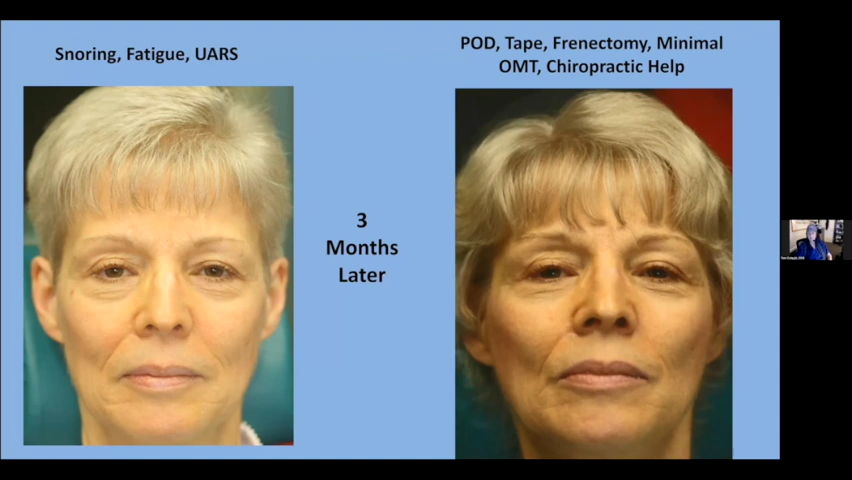 Snoring, Fatigue, UARS
POD, Tape, Frenectomy, Minimal
OMT, Chiropractic Help
3
Months
Later